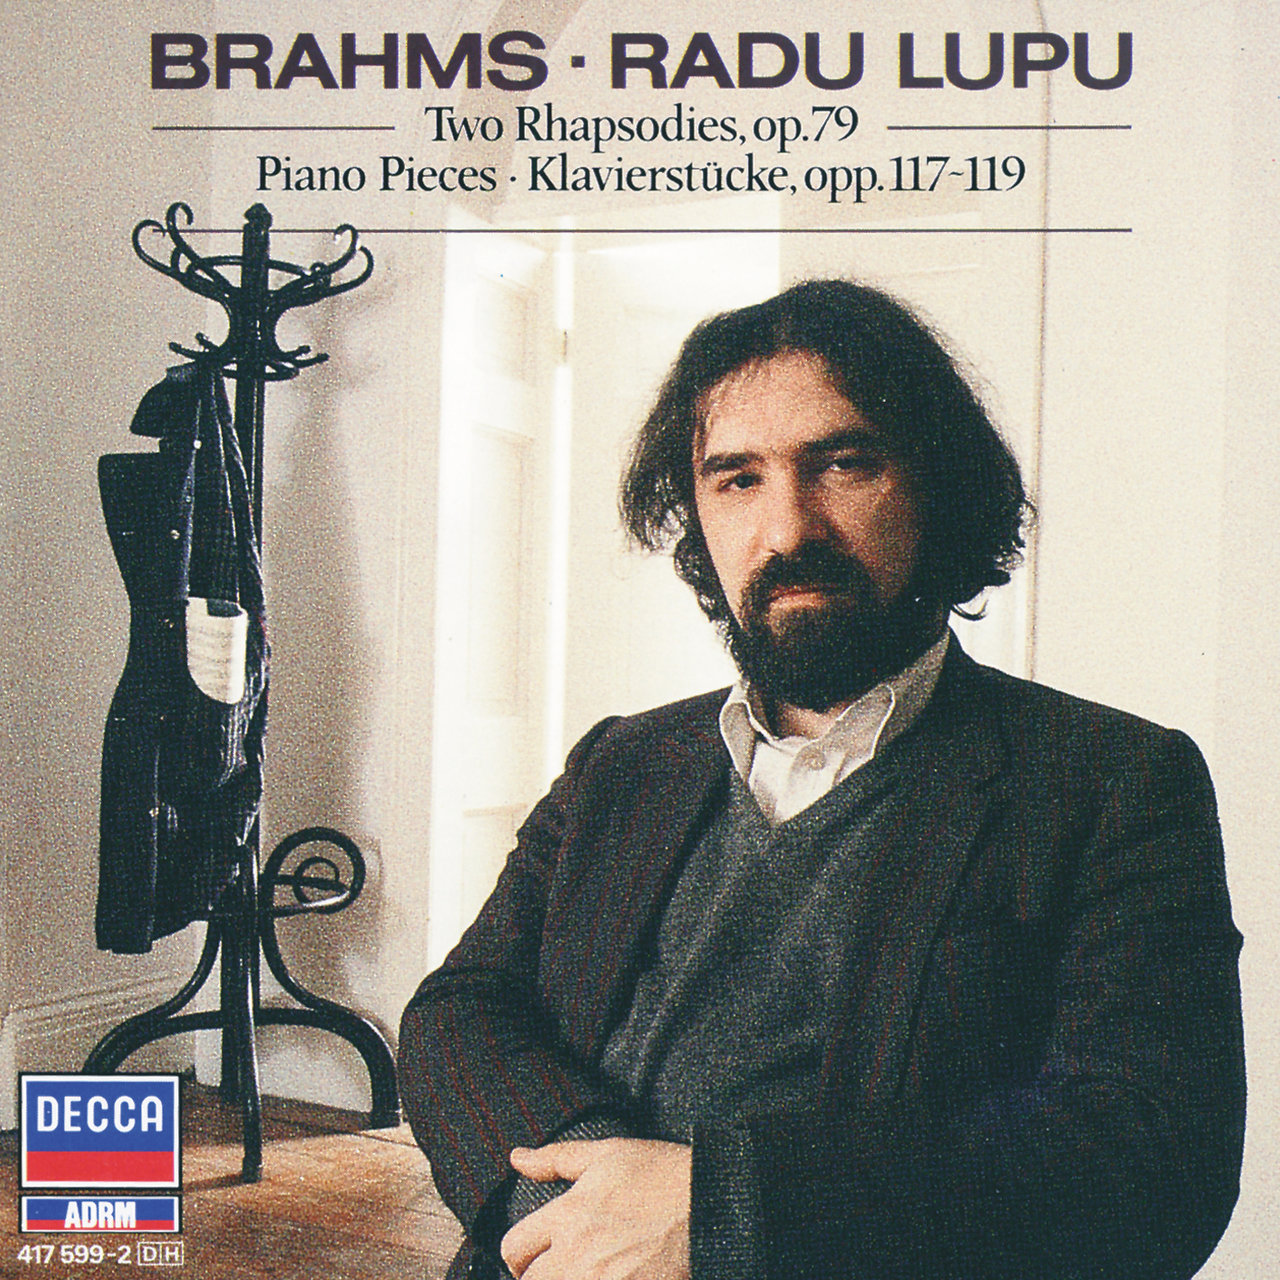 BRAHMS · RADU LUPU
Two Rhapsodies, op.79
Piano Pieces · Klavierstücke, opp.117~119
DECCA
ADRM
417 599-2 DH